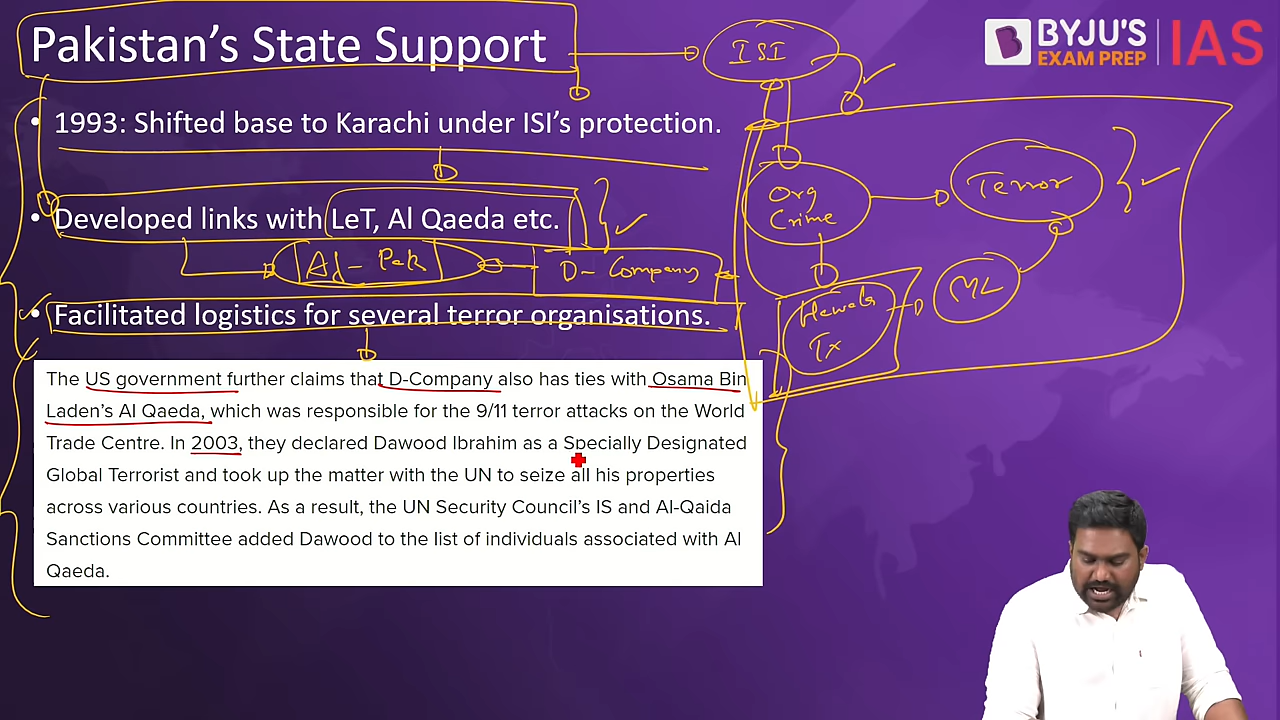 Pakistan's State Support
ISI
BYJU'S
EXAM PREP
IAS
• 1993: Shifted base to Karachi under ISI's protection.
Org
Crime
Terror
• Developed links with LeT, Al Qaeda etc.
D-Company
Hawala
Tx
ML
• Facilitated logistics for several terror organisations.
The US government further claims that D-Company also has ties with Osama Bin
Laden's Al Qaeda, which was responsible for the 9/11 terror attacks on the World
Trade Centre. In 2003, they declared Dawood Ibrahim as a Specially Designated
Global Terrorist and took up the matter with the UN to seize all his properties
across various countries. As a result, the UN Security Council's IS and Al-Qaida
Sanctions Committee added Dawood to the list of individuals associated with Al
Qaeda.